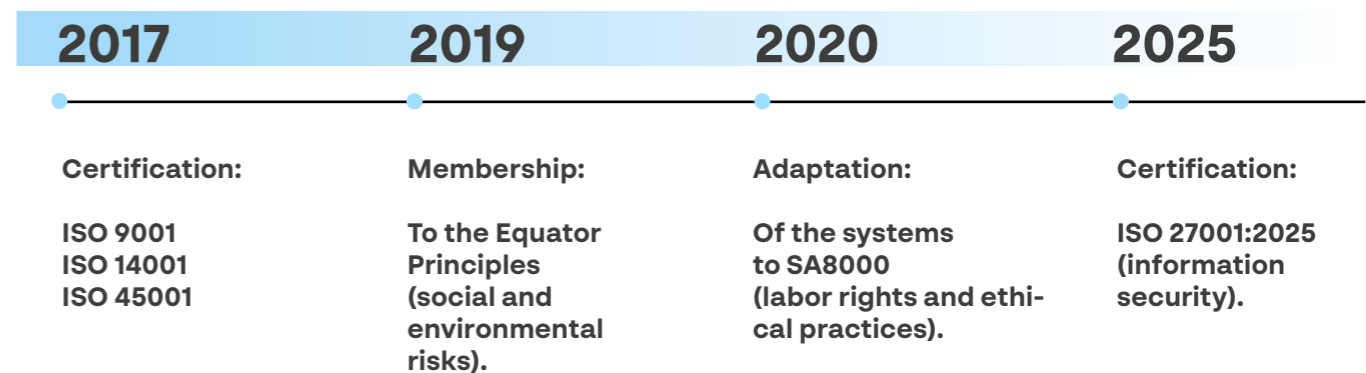 2017
2019
2020
2025
Certification:
ISO 9001
ISO 14001
ISO 45001
Membership:
To the Equator
Principles
(social and
environmental
risks).
Adaptation:
Of the systems
to SA8000
(labor rights and ethi-
cal practices).
Certification:
ISO 27001:2025
(information
security).